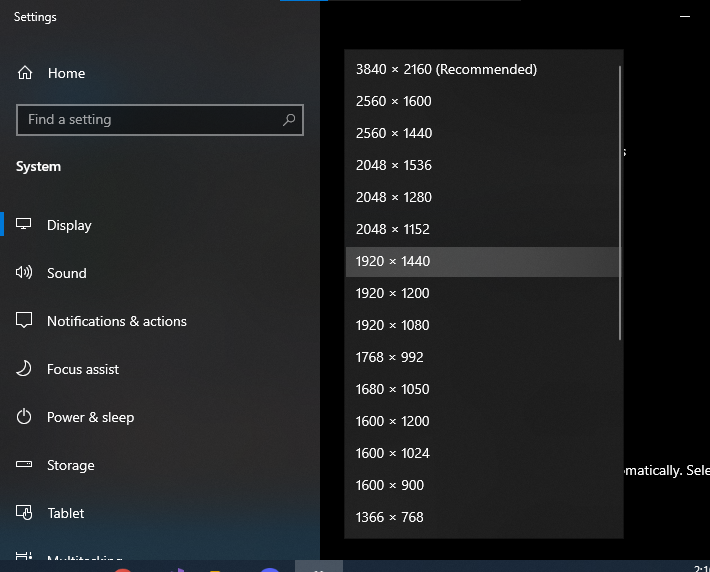 Settings
Home
Find a setting
System
Display
Sound
Notifications & actions
Focus assist
Power & sleep
Storage
Tablet
Multitasking
3840 × 2160 (Recommended)
2560 × 1600
2560 × 1440
2048 × 1536
2048 × 1280
2048 × 1152
1920 × 1440
1920 × 1200
1920 × 1080
1768 × 992
1680 × 1050
1600 × 1200
1600 × 1024
1600 × 900
1366 × 768
s
omatically. Sele